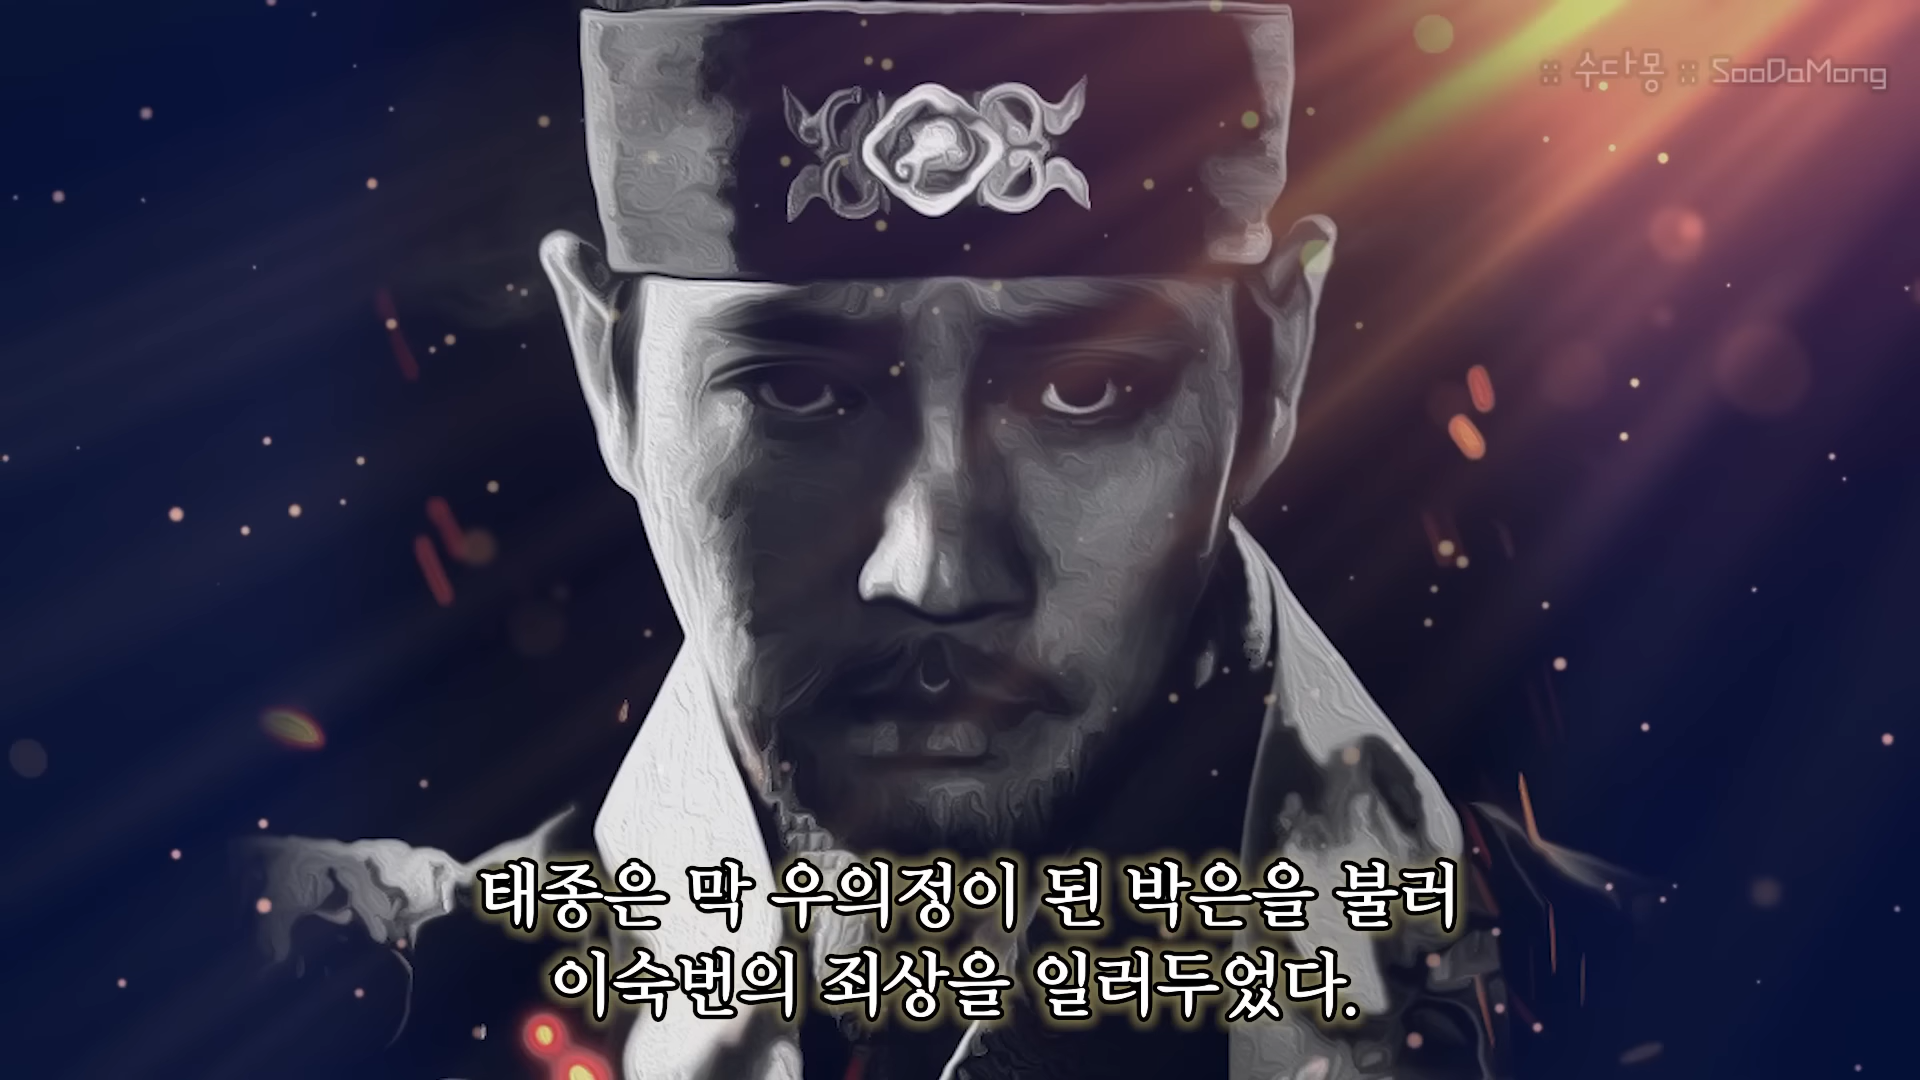 :: 수다몽 :: SooDaMong
태종은 막 우의정이 된 박은을 불러
이숙번의 죄상을 일러두었다.